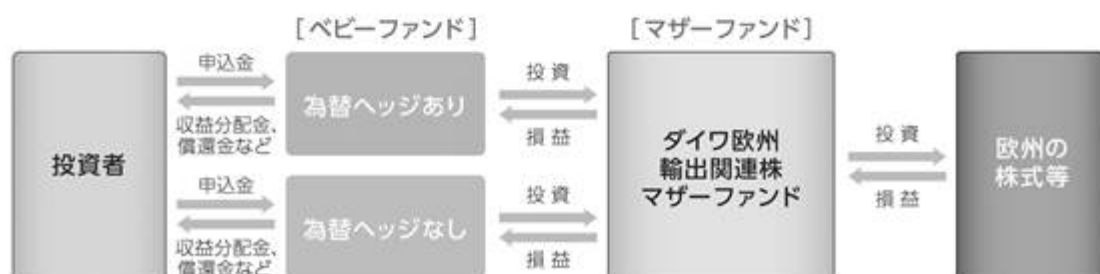 [ベビーファンド]
[マザーファンド]
投資者
申込金
収益分配金、
償還金など
為替ヘッジあり
投 資
損 益
申込金
収益分配金、
償還金など
為替ヘッジなし
投 資
損 益
ダイワ欧州
輸出関連株
マザーファンド
投 資
損 益
欧州の
株式等